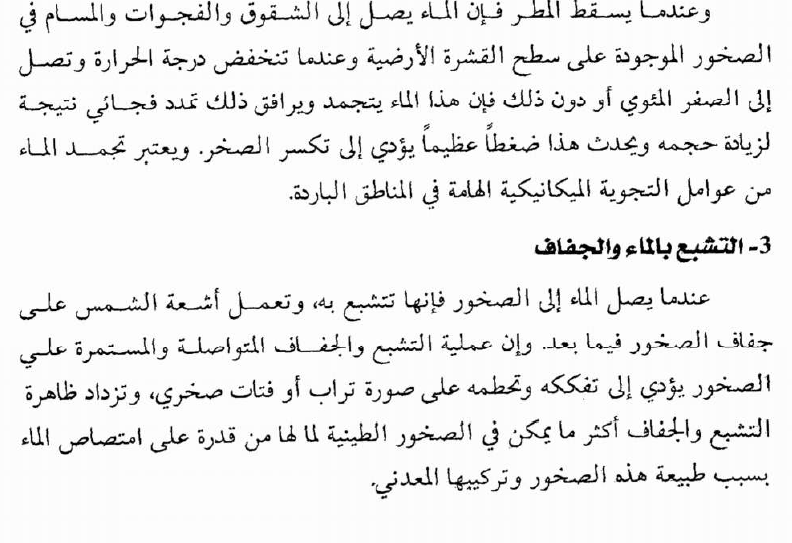 وعندما يسقط المطر فإن الماء يصل إلى الشقوق والفجوات والمسام في
الصخور الموجودة على سطح القشرة الأرضية وعندما تنخفض درجة الحرارة وتصل
إلى الصفر المئوي أو دون ذلك فإن هذا الماء يتجمد ويرافق ذلك تمدد فجائي نتيجة
لزيادة حجمه ويحدث هذا ضغطاً عظيماً يؤدي إلى تكسر الصخر. ويعتبر تجمد الماء
من عوامل التجوية الميكانيكية الهامة في المناطق الباردة.
3- التشبع بالماء والجفاف
عندما يصل الماء إلى الصخور فإنها تتشبع به، وتعمل أشعة الشمس على
جفاف الصخور فيما بعد. وإن عملية التشبع والجفاف المتواصلة والمستمرة علي
الصخور يؤدي إلى تفككه وتحطمه على صورة تراب أو فتات صخري، وتزداد ظاهرة
التشبع والجفاف أكثر ما يمكن في الصخور الطينية لما لها من قدرة على امتصاص الماء
بسبب طبيعة هذه الصخور وتركيبها المعدني.